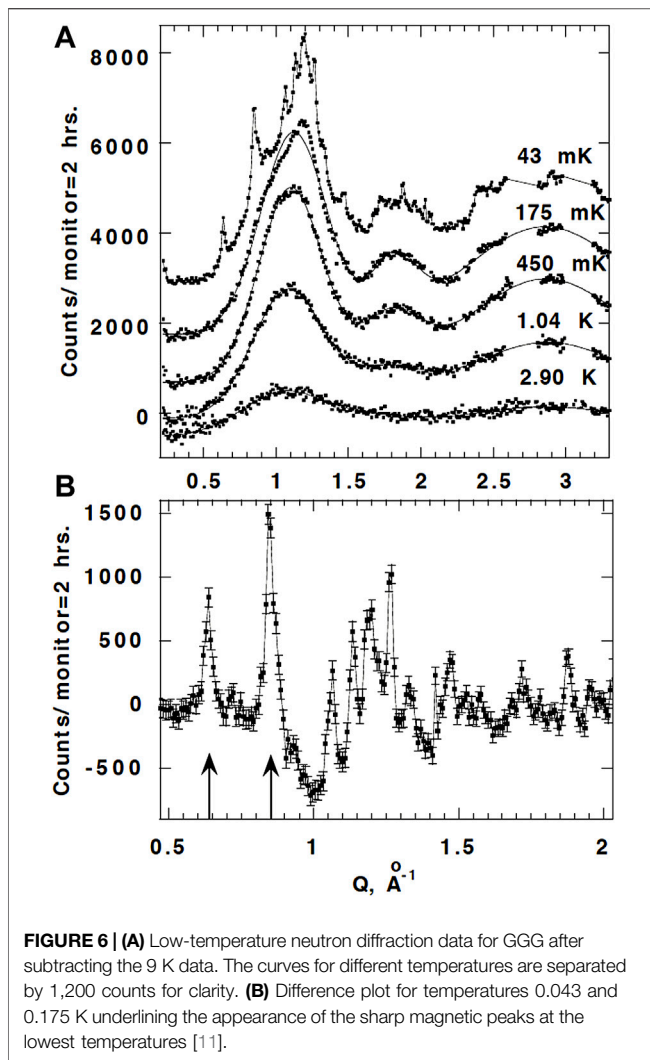 A
8000
6000
4000
2000
0
Counts/ monitor=2 hrs.
43 mK
175 mK
450 mK
1.04 K
2.90 K
0.5 1 1.5 2 2.5 3
B
1500
1000
500
0
-500
Counts/ monitor=2 hrs.
0.5 1 1.5 2
Q, Å⁻¹
FIGURE 6 | (A) Low-temperature neutron diffraction data for GGG after
subtracting the 9 K data. The curves for different temperatures are separated
by 1,200 counts for clarity. (B) Difference plot for temperatures 0.043 and
0.175 K underlining the appearance of the sharp magnetic peaks at the
lowest temperatures [11].